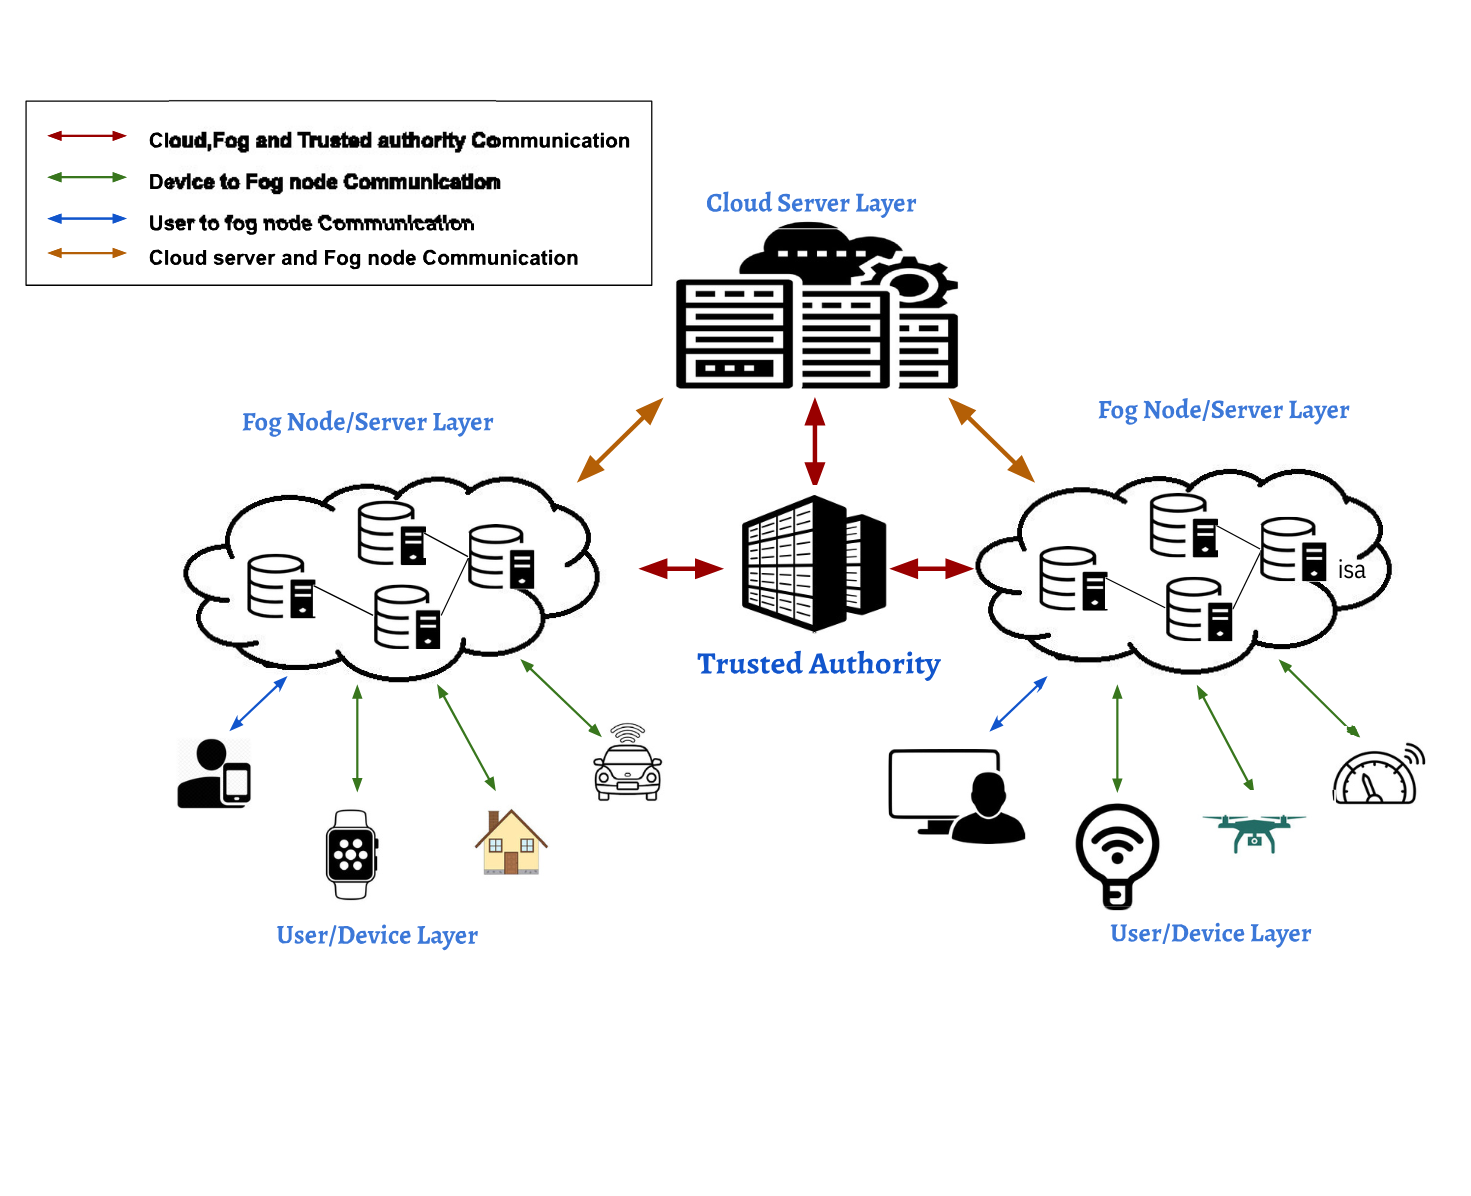 Cloud,Fog and Trusted authority Communication
Device to Fog node Communication
User to fog node Communication
Cloud server and Fog node Communication
Cloud Server Layer
Fog Node/Server Layer
Fog Node/Server Layer
isa
Trusted Authority
User/Device Layer
User/Device Layer